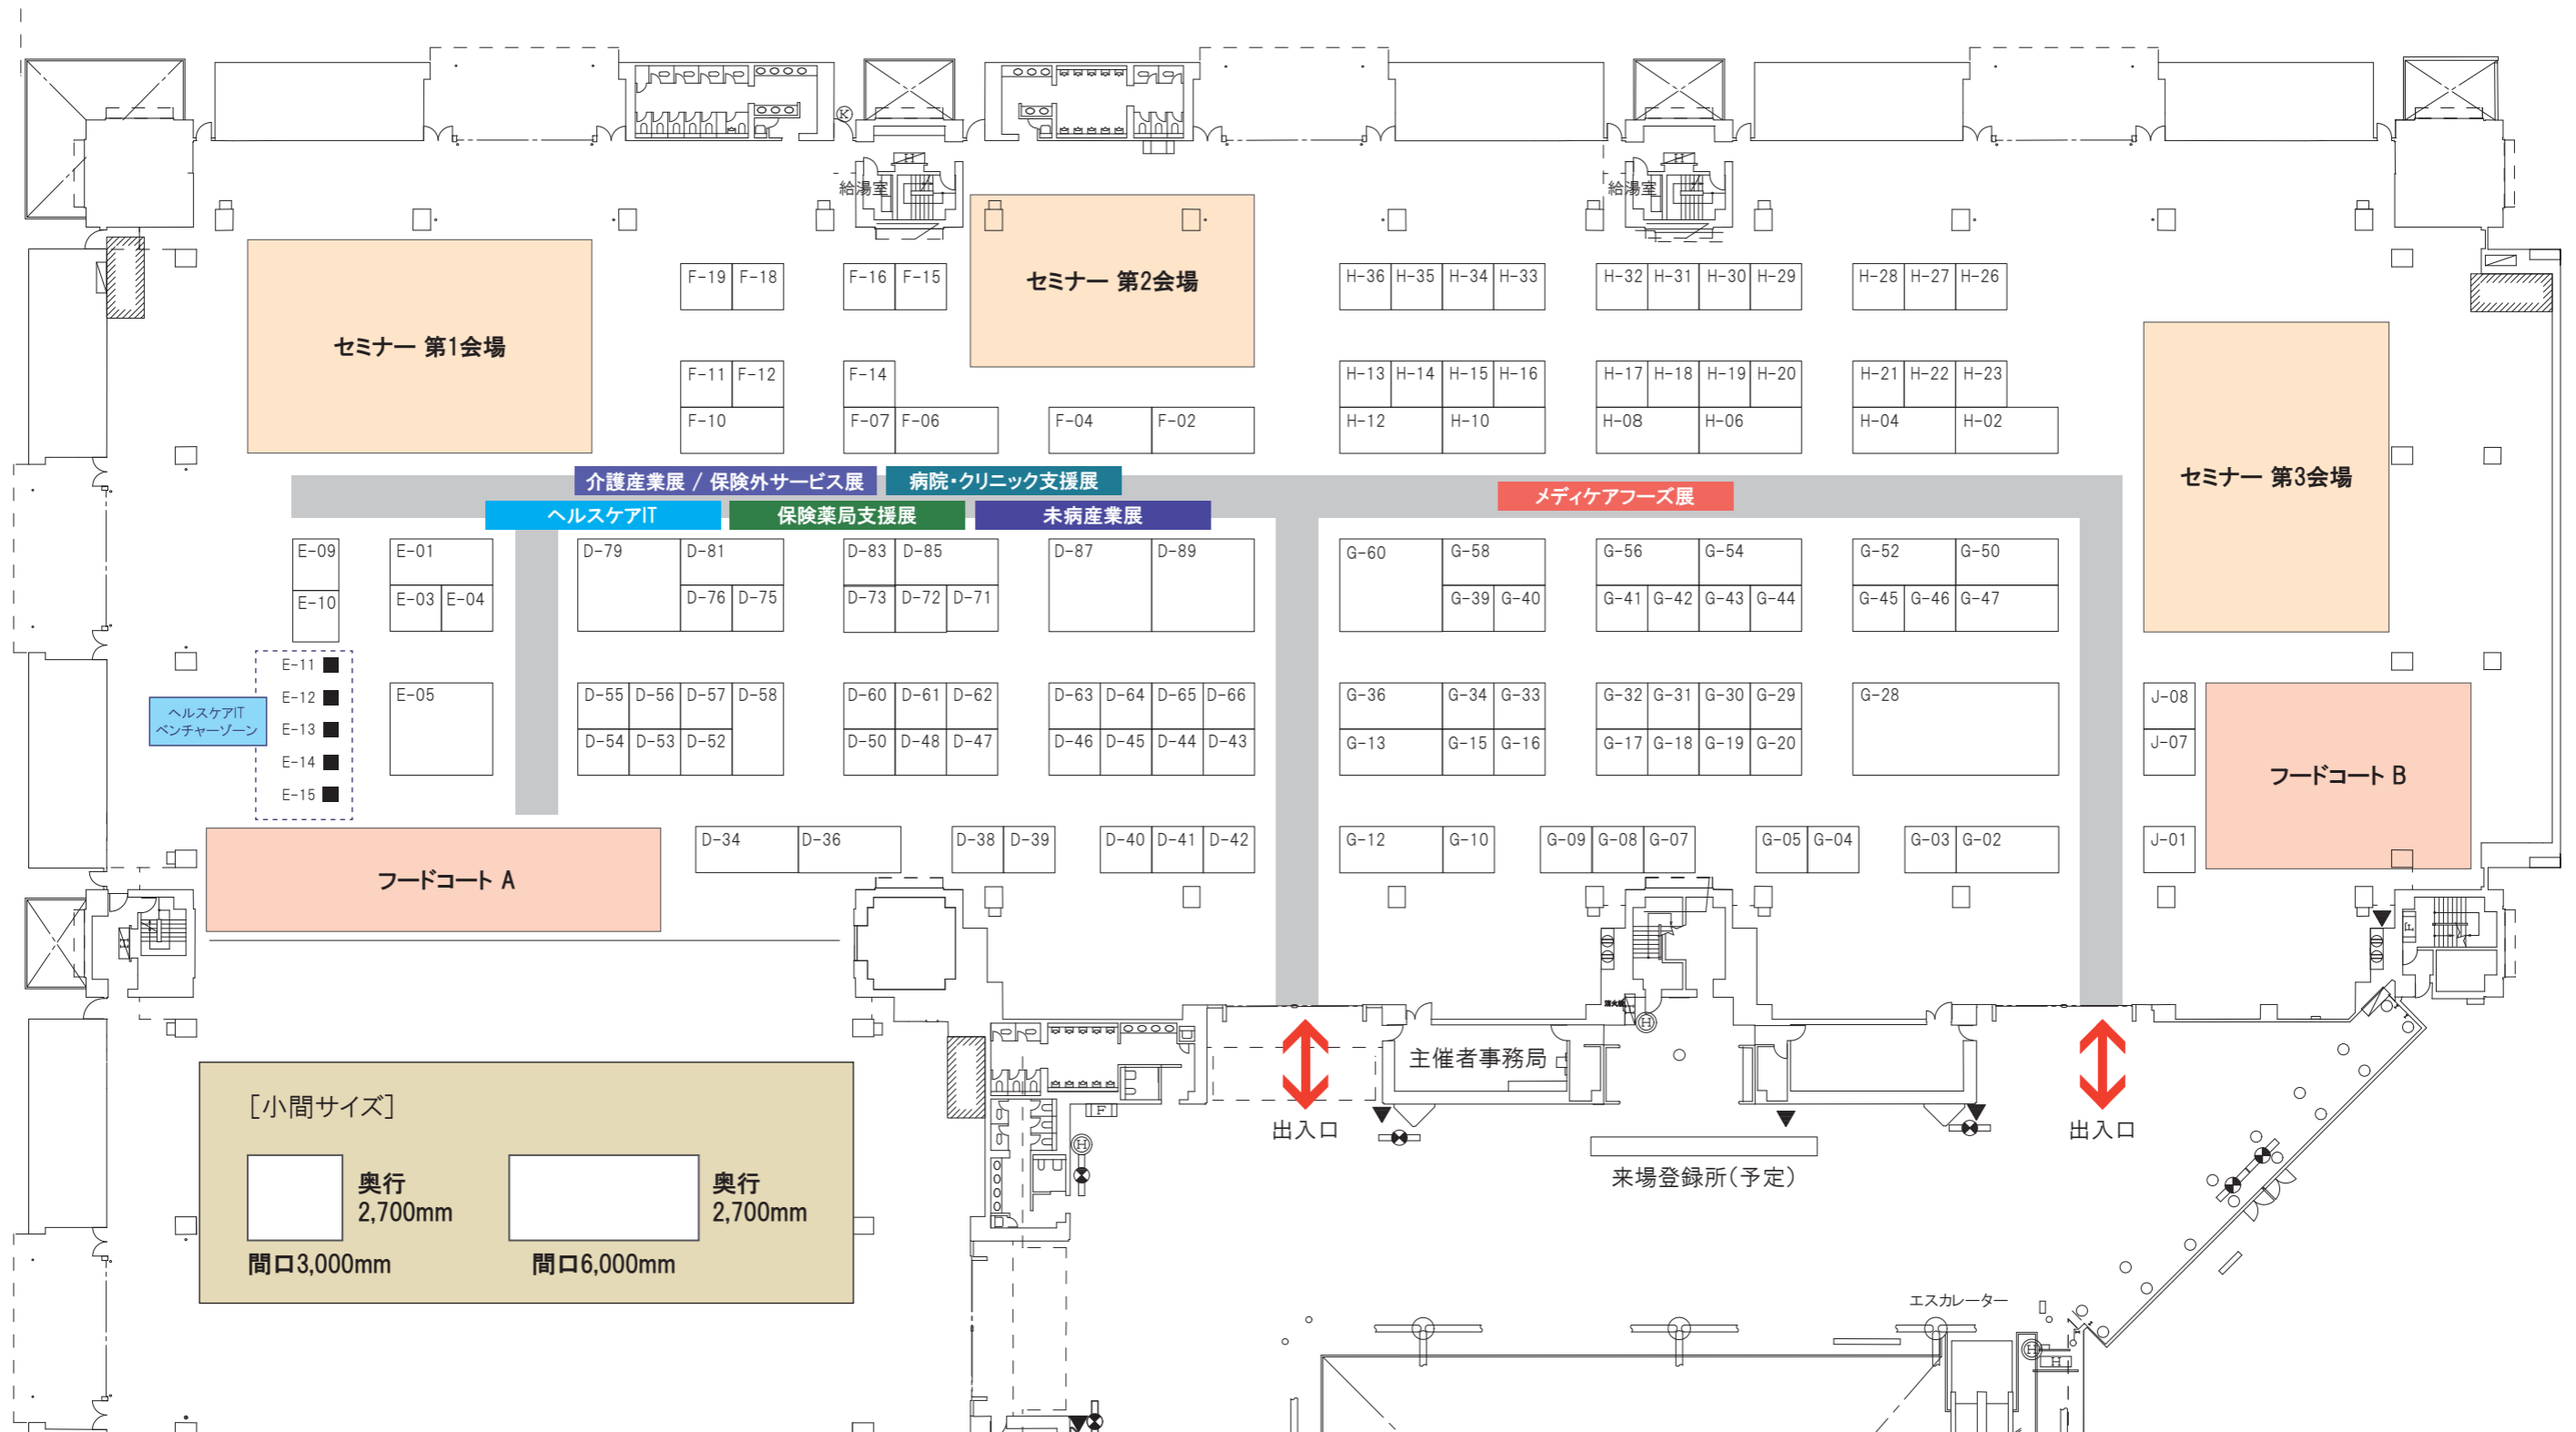 K
給湯室
給湯室
H
H
セミナー 第1会場
セミナー 第2会場
セミナー 第3会場
F-19 F-18 F-16 F-15
H-36 H-35 H-34 H-33 H-32 H-31 H-30 H-29 H-28 H-27 H-26
F-11 F-12 F-14
H-13 H-14 H-15 H-16 H-17 H-18 H-19 H-20 H-21 H-22 H-23
F-10 F-07 F-06 F-04 F-02
H-12 H-10 H-08 H-06 H-04 H-02
介護産業展 / 保険外サービス展
病院・クリニック支援展
メディケアフーズ展
ヘルスケアIT
保険薬局支援展
未病産業展
E-09 E-01 D-79 D-81 D-83 D-85 D-87 D-89
G-60 G-58 G-56 G-54 G-52 G-50
E-10 E-03 E-04 D-76 D-75 D-73 D-72 D-71
G-39 G-40 G-41 G-42 G-43 G-44 G-45 G-46 G-47
E-11
E-12
E-13
E-14
E-15
ヘルスケアIT
ベンチャーゾーン
E-05 D-55 D-56 D-57 D-58 D-60 D-61 D-62 D-63 D-64 D-65 D-66
G-36 G-34 G-33 G-32 G-31 G-30 G-29 G-28 J-08
D-54 D-53 D-52 D-50 D-48 D-47 D-46 D-45 D-44 D-43
G-13 G-15 G-16 G-17 G-18 G-19 G-20 J-07
フードコート B
フードコート A
D-34 D-36 D-38 D-39 D-40 D-41 D-42
G-12 G-10 G-09 G-08 G-07 G-05 G-04 G-03 G-02 J-01
F
H
主催者事務局
F
H
出入口
出入口
来場登録所(予定)
[小間サイズ]
奥行
2,700mm
間口3,000mm
奥行
2,700mm
間口6,000mm
エスカレーター
H
H